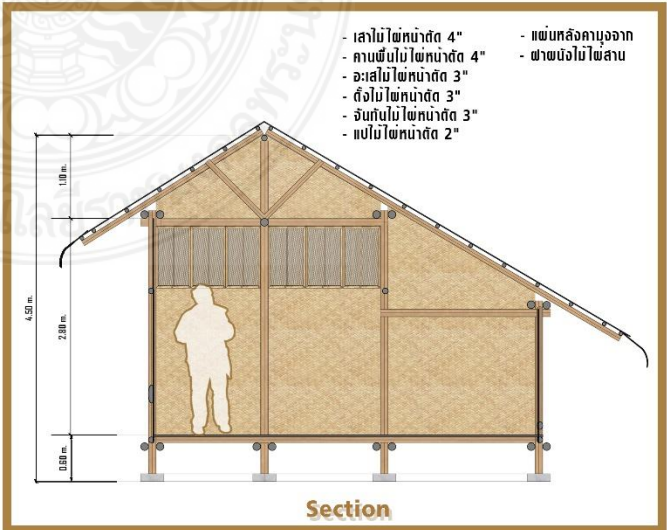 - เสาไม้ไผ่หน้าตัด 4"
- คานพื้นไม้ไผ่หน้าตัด 4"
- อะเสไม้ไผ่หน้าตัด 3"
- ดั้งไม้ไผ่หน้าตัด 3"
- จันทันไม้ไผ่หน้าตัด 3"
- แปไม้ไผ่หน้าตัด 2"
- แผ่นหลังคามุงจาก
- ฝาผนังไม้ไผ่สาน
1.10 m.
4.50 m.
2.80 m.
0.60 m.
Section